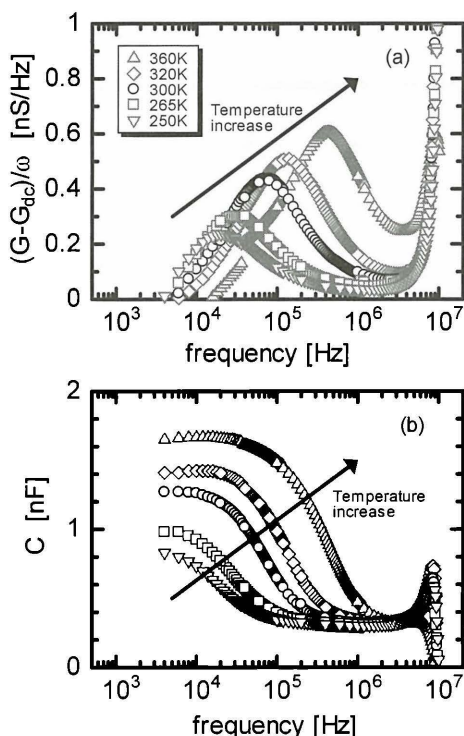 (a)
360K
320K
300K
265K
250K
Temperature
increase
(G-G_dc)/ω [nS/Hz]
1
0.8
0.6
0.4
0.2
0
10³ 10⁴ 10⁵ 10⁶ 10⁷
frequency [Hz]
(b)
Temperature
increase
C [nF]
2
1
0
10³ 10⁴ 10⁵ 10⁶ 10⁷
frequency [Hz]